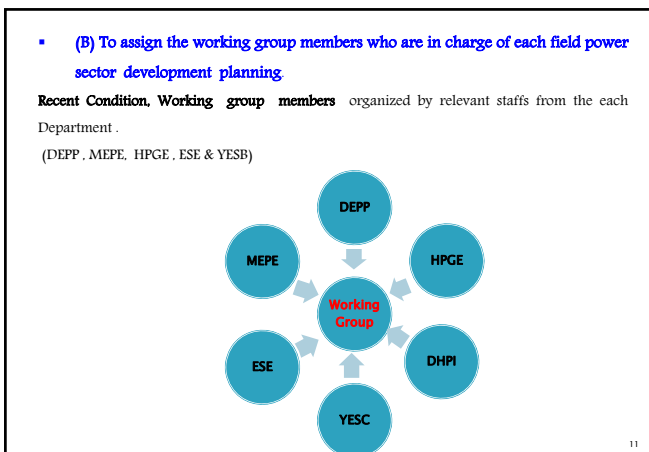 ▪ (B) To assign the working group members who are in charge of each field power
sector development planning.
Recent Condition, Working group members organized by relevant staffs from the each
Department .
(DEPP , MEPE, HPGE , ESE & YESB)
DEPP
MEPE
HPGE
Working
Group
ESE
DHPI
YESC
11